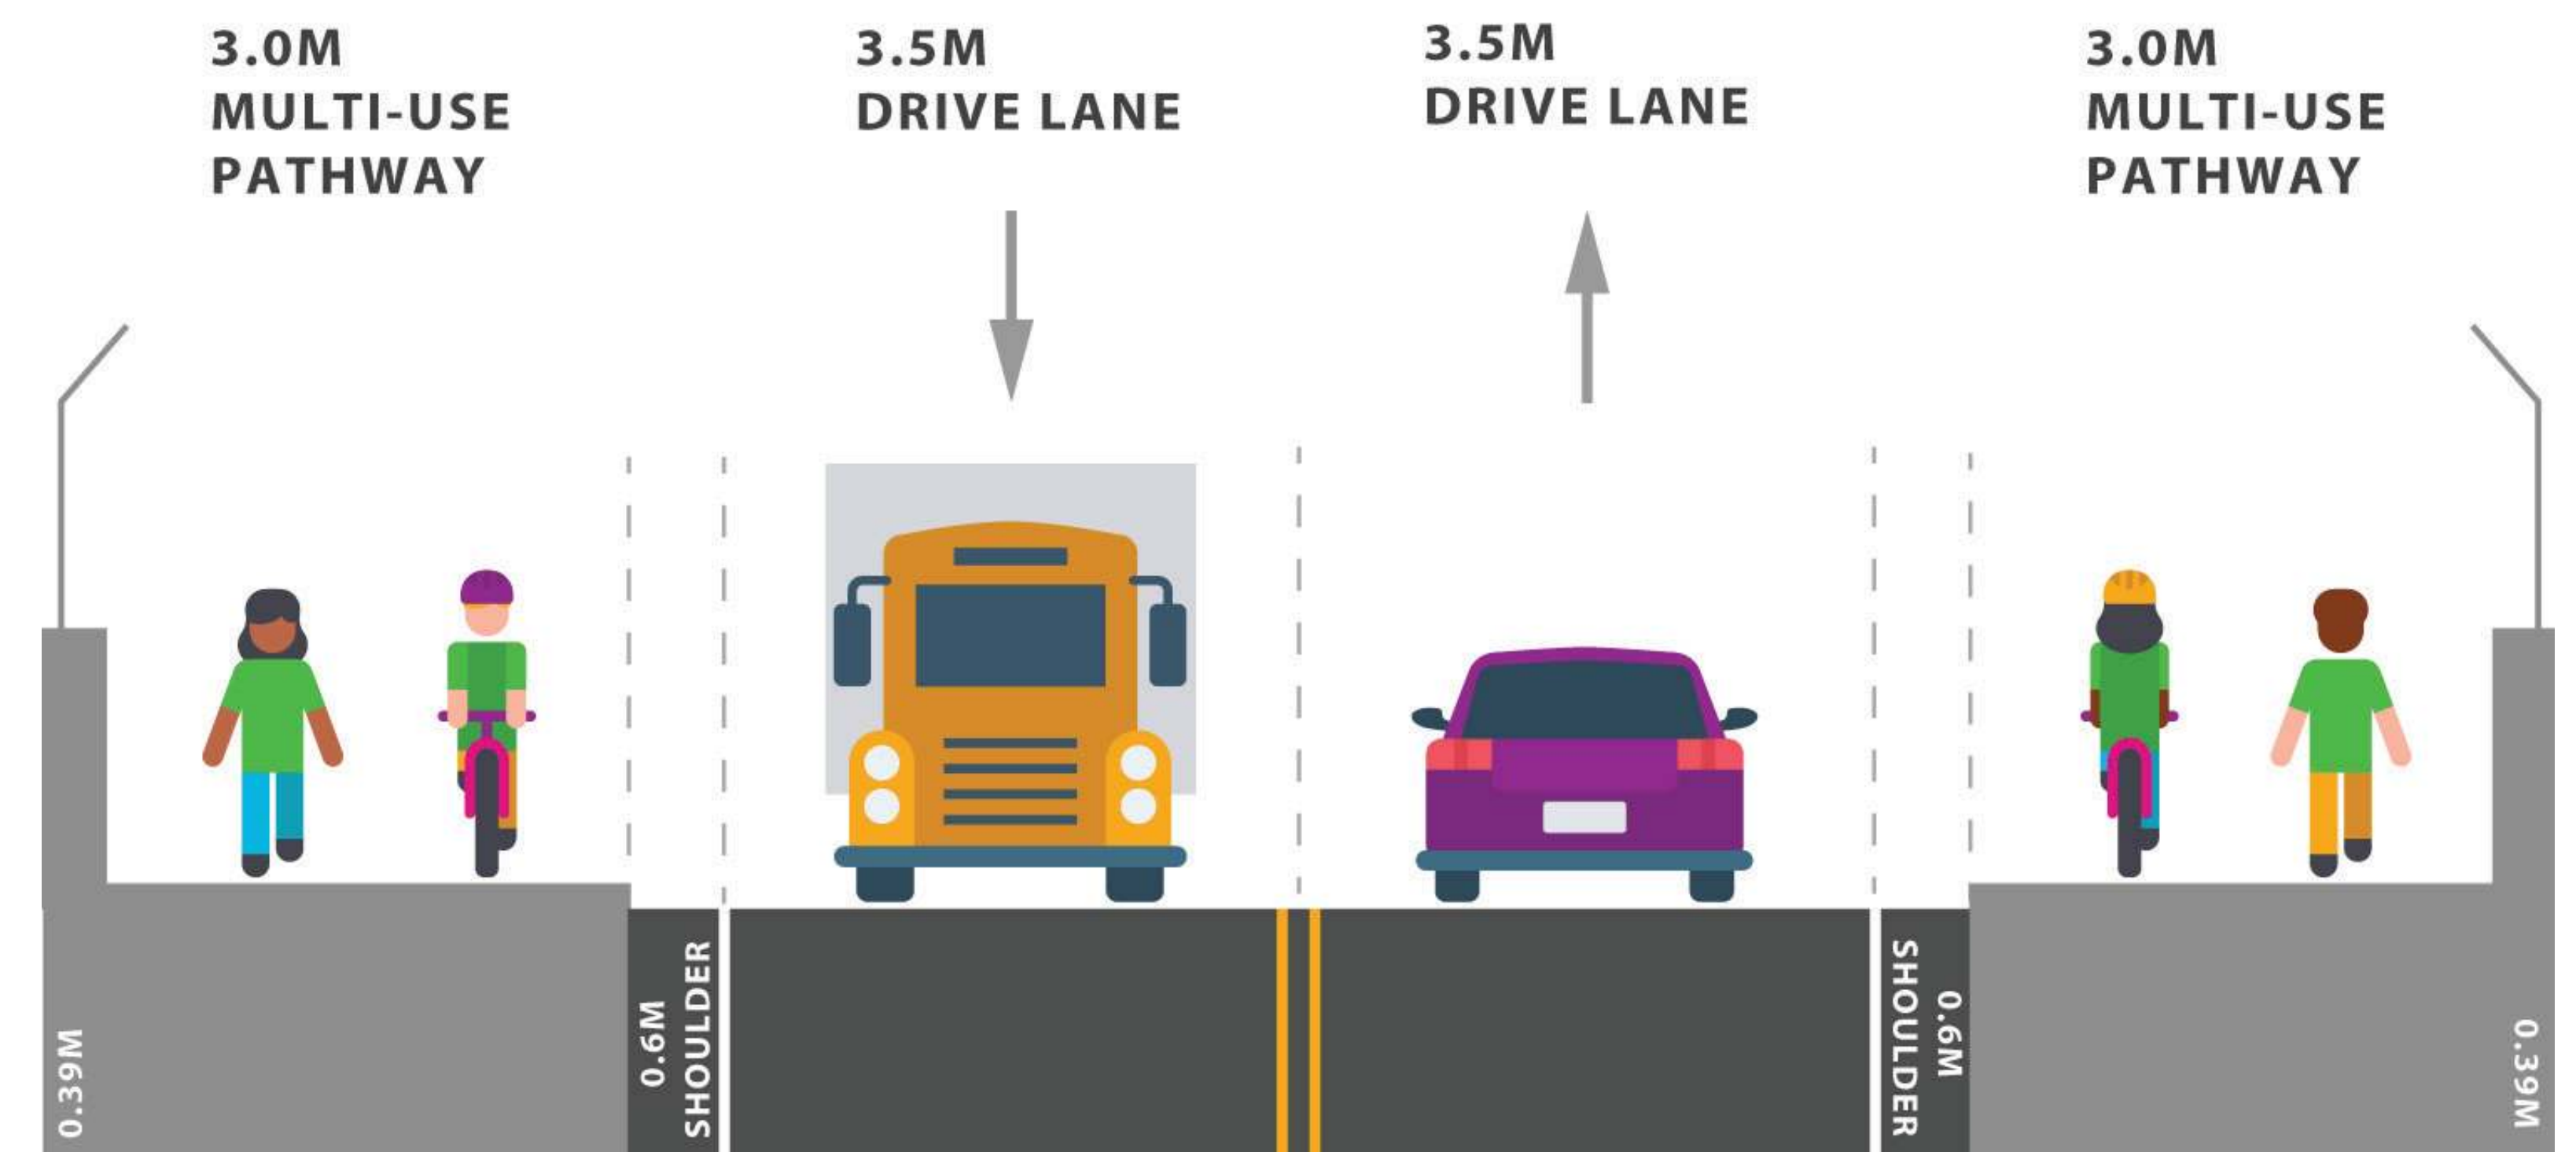 3.0M
MULTI-USE
PATHWAY
3.5M
DRIVE LANE
3.5M
DRIVE LANE
3.0M
MULTI-USE
PATHWAY
0.39M
0.6M
SHOULDER
0.6M
SHOULDER
0.39M